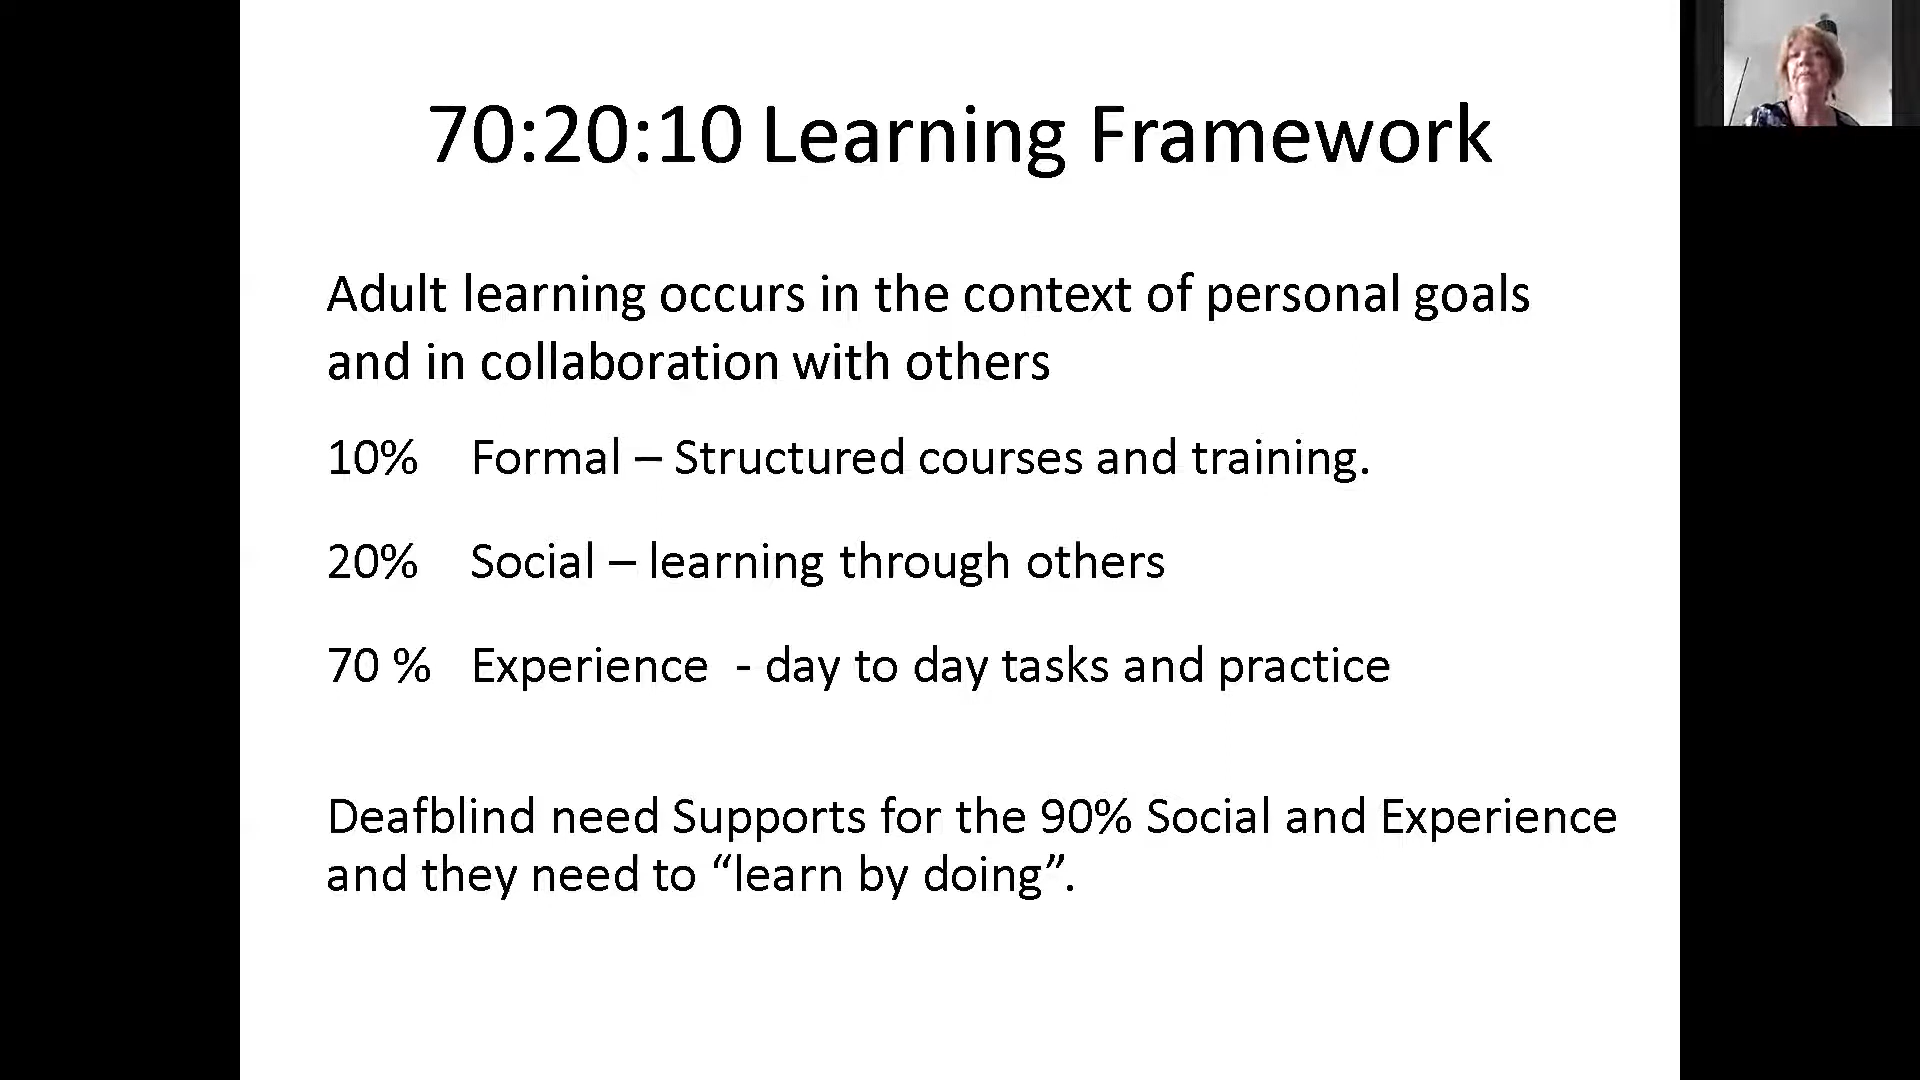 70:20:10 Learning Framework
Adult learning occurs in the context of personal goals
and in collaboration with others
10% Formal – Structured courses and training.
20% Social – learning through others
70 % Experience - day to day tasks and practice
Deafblind need Supports for the 90% Social and Experience
and they need to “learn by doing”.